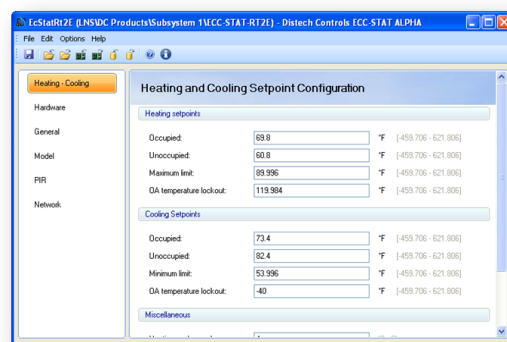 EcStatRt2E (LNS\DC Products\Subsystem 1\ECC-STAT-RT2E) - Distech Controls ECC-STAT ALPHA
File Edit Options Help
Heating - Cooling
Hardware
General
Model
PIR
Network
Heating and Cooling Setpoint Configuration
Heating setpoints
Occupied: 69.8 °F [-459.706 - 621.806]
Unoccupied: 60.8 °F [-459.706 - 621.806]
Maximum limit: 89.996 °F [-459.706 - 621.806]
OA temperature lockout: 119.984 °F [-459.706 - 621.806]
Cooling Setpoints
Occupied: 73.4 °F [-459.706 - 621.806]
Unoccupied: 82.4 °F [-459.706 - 621.806]
Minimum limit: 53.996 °F [-459.706 - 621.806]
OA temperature lockout: -40 °F [-459.706 - 621.806]
Miscellaneous